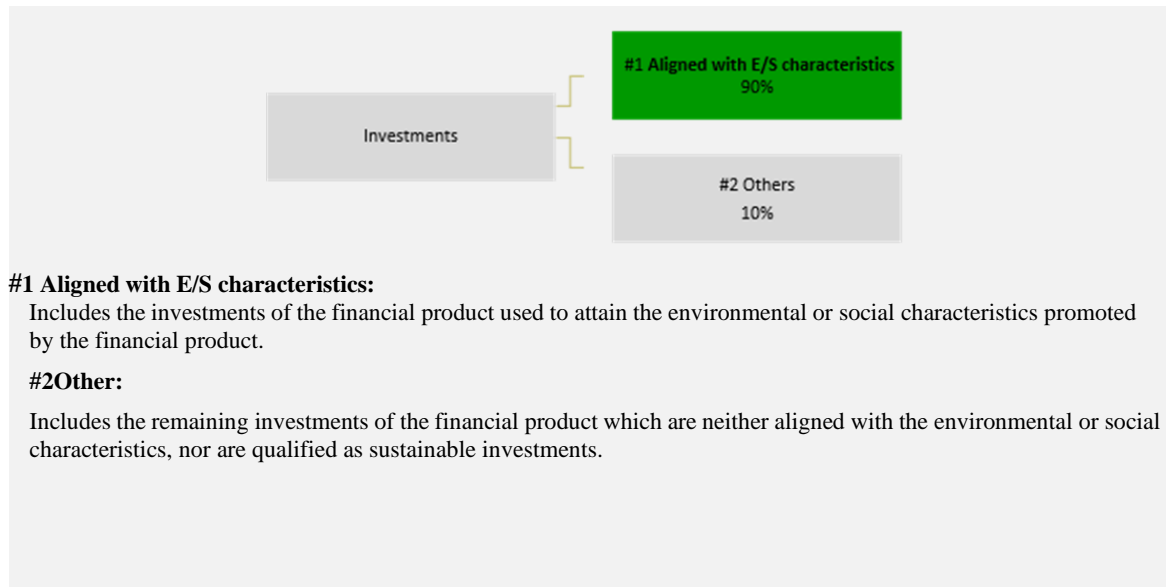 #1 Aligned with E/S characteristics
90%
Investments
#2 Others
10%
#1 Aligned with E/S characteristics:
Includes the investments of the financial product used to attain the environmental or social characteristics promoted
by the financial product.
#2Other:
Includes the remaining investments of the financial product which are neither aligned with the environmental or social
characteristics, nor are qualified as sustainable investments.